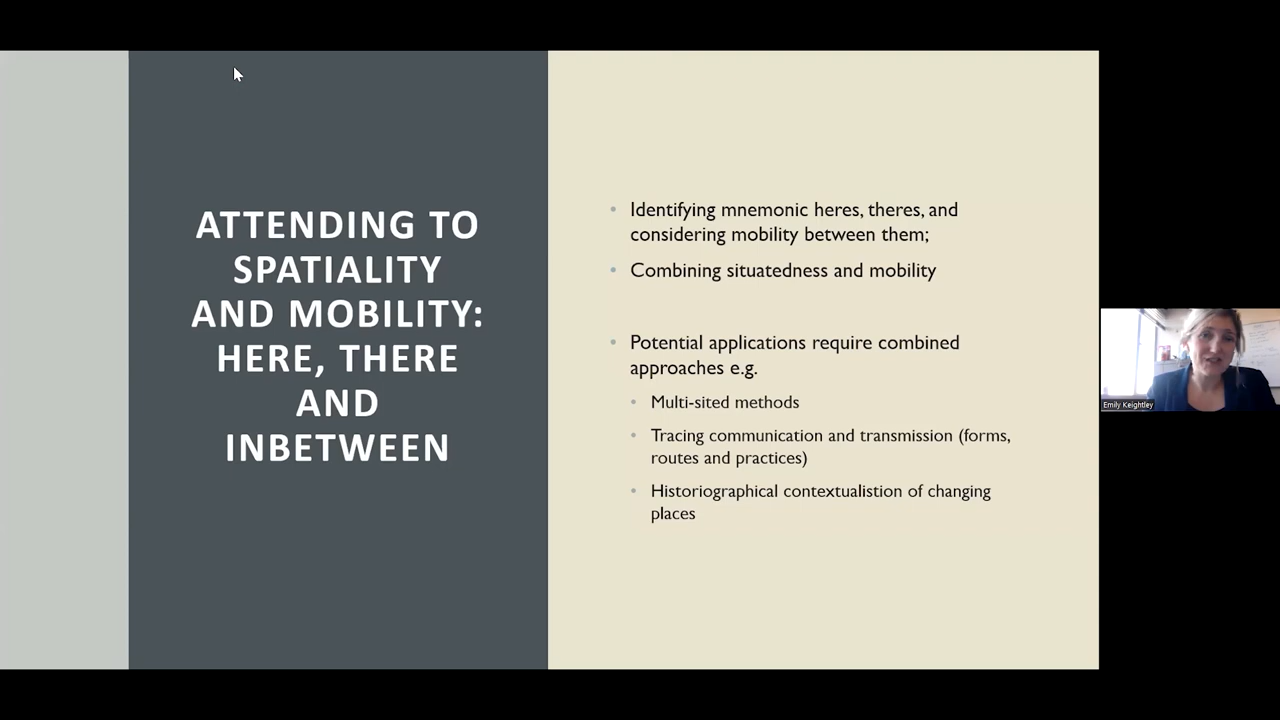 ATTENDING TO
SPATIALITY
AND MOBILITY:
HERE, THERE
AND
INBETWEEN
Identifying mnemonic heres, theres, and
considering mobility between them;
Combining situatedness and mobility
Potential applications require combined
approaches e.g.
Multi-sited methods
Tracing communication and transmission (forms,
routes and practices)
Historiographical contextualistion of changing
places
Emily Keightley